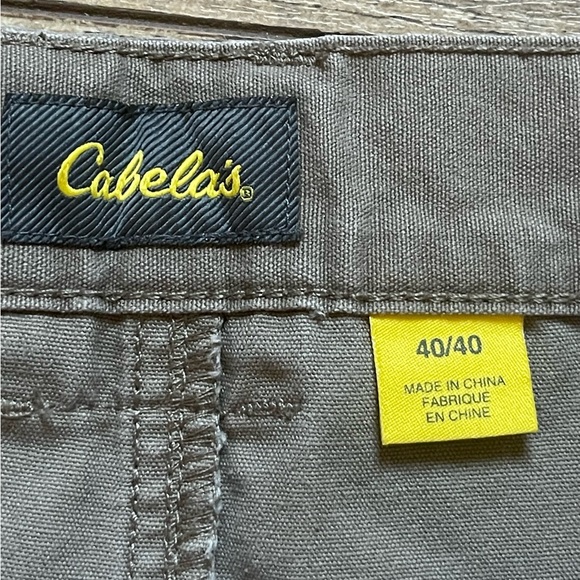 Cabela's®
40/40
MADE IN CHINA
FABRIQUE
EN CHINE